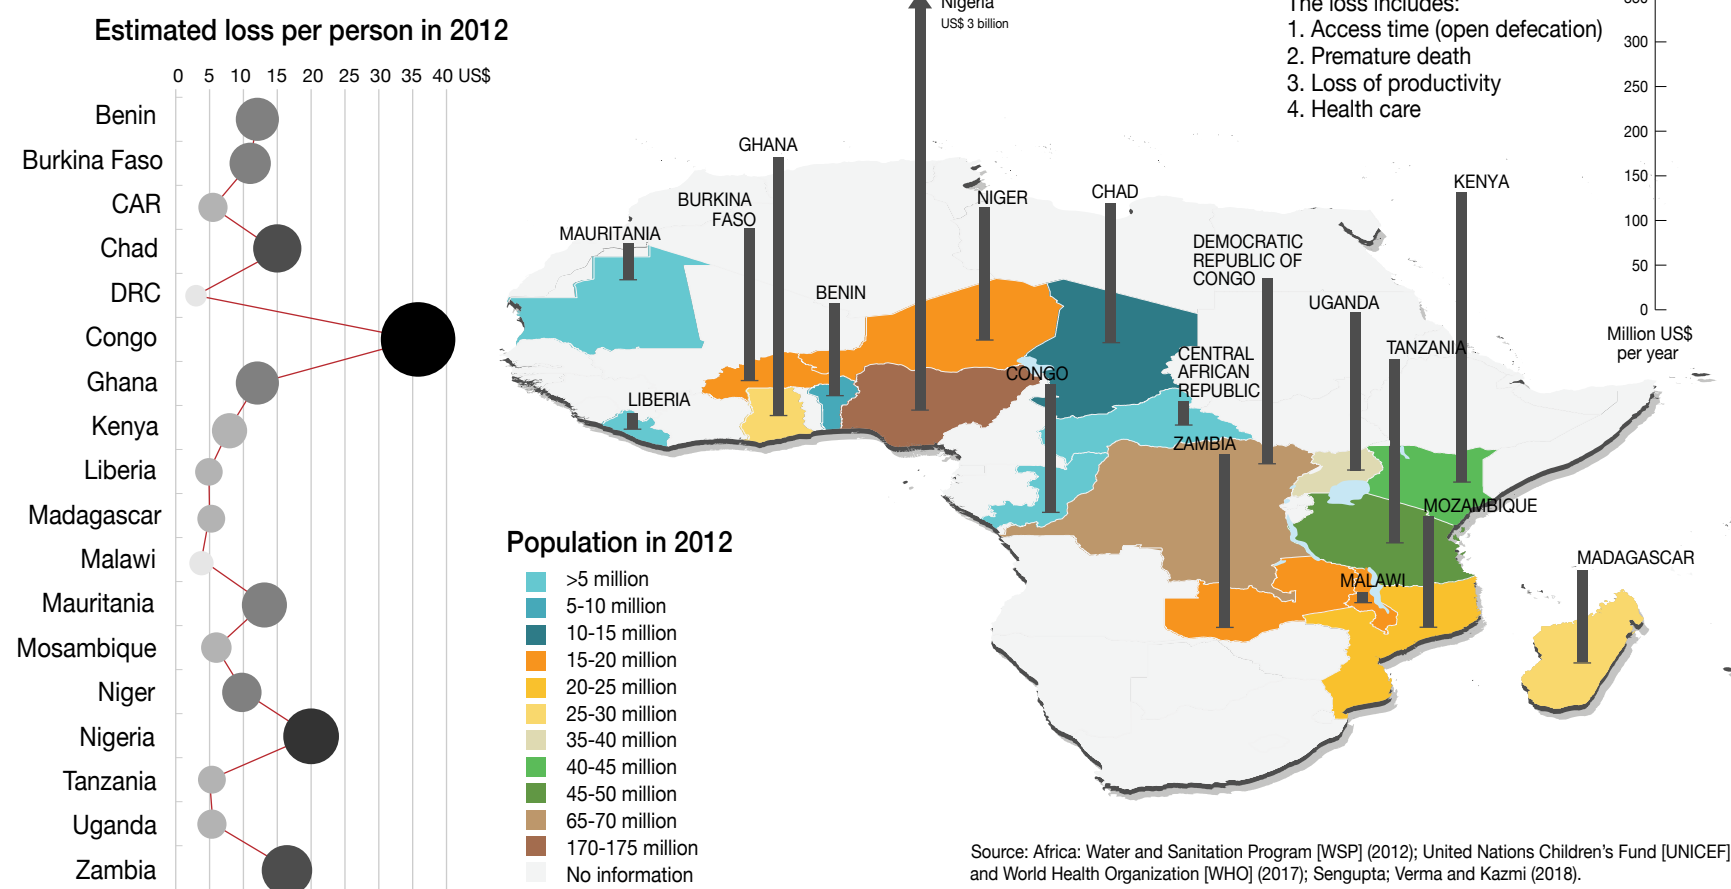 Estimated loss per person in 2012
0 5 10 15 20 25 30 35 40 US$
Benin
Burkina Faso
CAR
Chad
DRC
Congo
Ghana
Kenya
Liberia
Madagascar
Malawi
Mauritania
Mosambique
Niger
Nigeria
Tanzania
Uganda
Zambia
Nigeria
US$ 3 billion
The loss includes:
1. Access time (open defecation)
2. Premature death
3. Loss of productivity
4. Health care
300
250
200
150
100
50
0
Million US$
per year
GHANA
BURKINA
FASO
MAURITANIA
BENIN
NIGER
CHAD
KENYA
DEMOCRATIC
REPUBLIC OF
CONGO
UGANDA
TANZANIA
CENTRAL
AFRICAN
REPUBLIC
CONGO
LIBERIA
ZAMBIA
MOZAMBIQUE
MALAWI
MADAGASCAR
Population in 2012
>5 million
5-10 million
10-15 million
15-20 million
20-25 million
25-30 million
35-40 million
40-45 million
45-50 million
65-70 million
170-175 million
No information
Source: Africa: Water and Sanitation Program [WSP] (2012); United Nations Children's Fund [UNICEF]
and World Health Organization [WHO] (2017); Sengupta; Verma and Kazmi (2018).